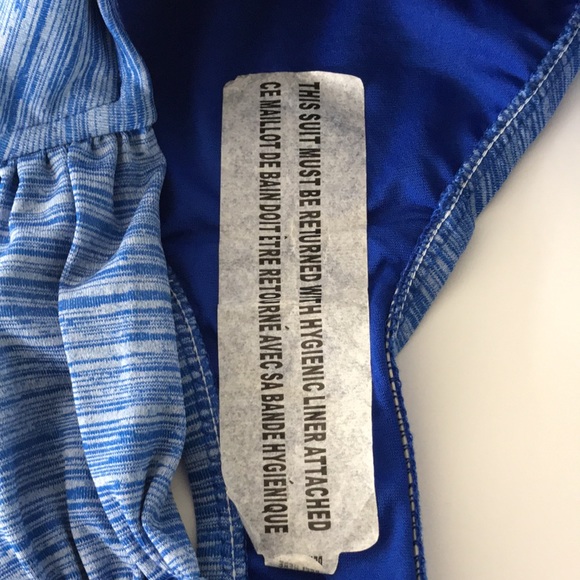 THIS SUIT MUST BE RETURNED WITH HYGIENIC LINER ATTACHED
CE MAILLOT DE BAIN DOIT ÊTRE RETOURNÉ AVEC SA BANDE HYGIÉNIQUE